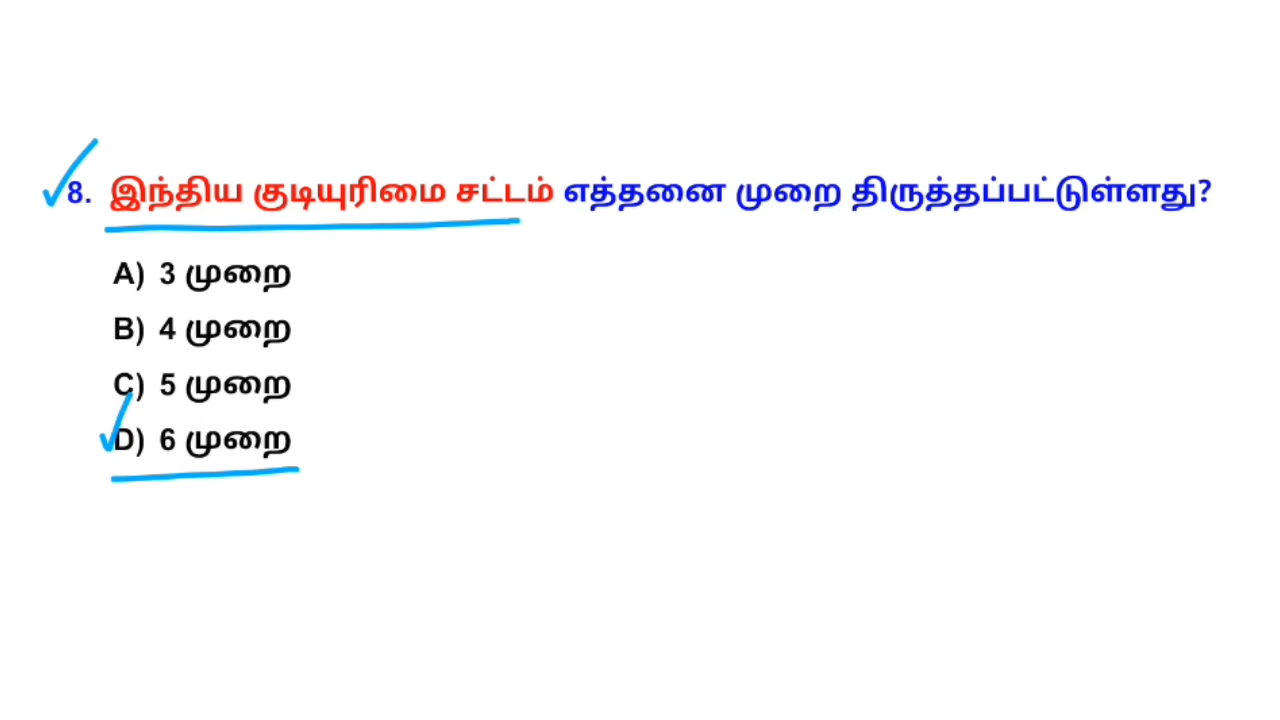 8. இந்திய குடியுரிமை சட்டம் எத்தனை முறை திருத்தப்பட்டுள்ளது?
A) 3 முறை
B) 4 முறை
C) 5 முறை
D) 6 முறை